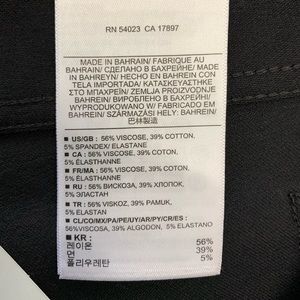 RN 54023 CA 17897
MADE IN BAHRAIN/ FABRIQUE AU
BAHREIN/ СДЕЛАНО В БАХРЕЙНЕ/ MADE
IN BAHREYN/ HECHO EN BAHREIN CON
TELA IMPORTADA/ ΚΑΤΑΣΚΕΥΑΣΤΗΚΕ
ΣΤΟ ΜΠΑΧΡΕΪΝ/ ZEMLJA PROIZVODNJE
BAHREIN/ ВИРОБЛЕНО В БАХРЕЙНІ/
WYPRODUKOWANO W BAHRAJNIE/
SZÁRMAZÁSI HELY: BAHREIN/
巴林製造
■ US/GB: 56% VISCOSE, 39% COTTON,
5% SPANDEX/ ELASTANE
■ CA : 56% VISCOSE, 39% COTON,
5% ÉLASTHANNE
■ FR/MA : 56% VISCOSE, 39% COTON,
5% ÉLASTHANE
■ RU : 56% ВИСКОЗА, 39% ХЛОПОК,
5% ЭЛАСТАН
■ TR : 56% VISKOZ, 39% PAMUK,
5% ELASTAN
■ CL/CO/MX/PA/PE/UY/AR/PY/CR/ES :
56%VISCOSA, 39% ALGODON, 5% ELASTANO
■ KR :
레이온 56%
면 39%
폴리우레탄 5%